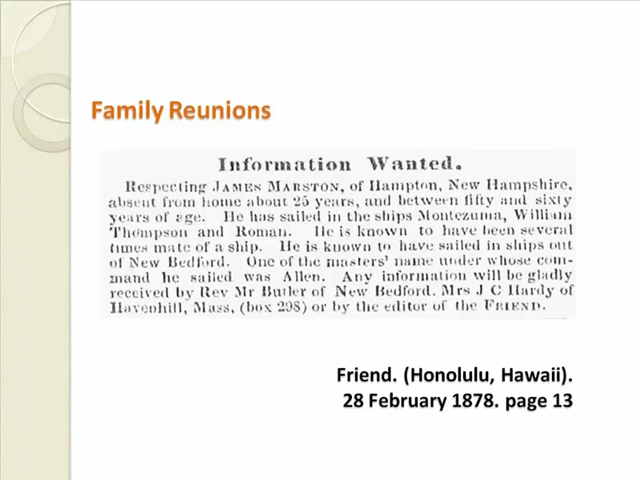 Family Reunions
Information Wanted.
Respecting JAMES MARSTON, of Hampton, New Hampshire,
absent from home about 25 years, and between fifty and sixty
years of age. He has sailed in the ships Montezuma, William
Thompson and Roman. He is known to have been several
times mate of a ship. He is known to have sailed in ships out
of New Bedford. One of the masters' name under whose com-
mand he sailed was Allen. Any information will be gladly
received by Rev Mr Butler of New Bedford, Mrs J C Hardy of
Havenhill, Mass, (box 298) or by the editor of the FRIEND.
Friend. (Honolulu, Hawaii).
28 February 1878. page 13